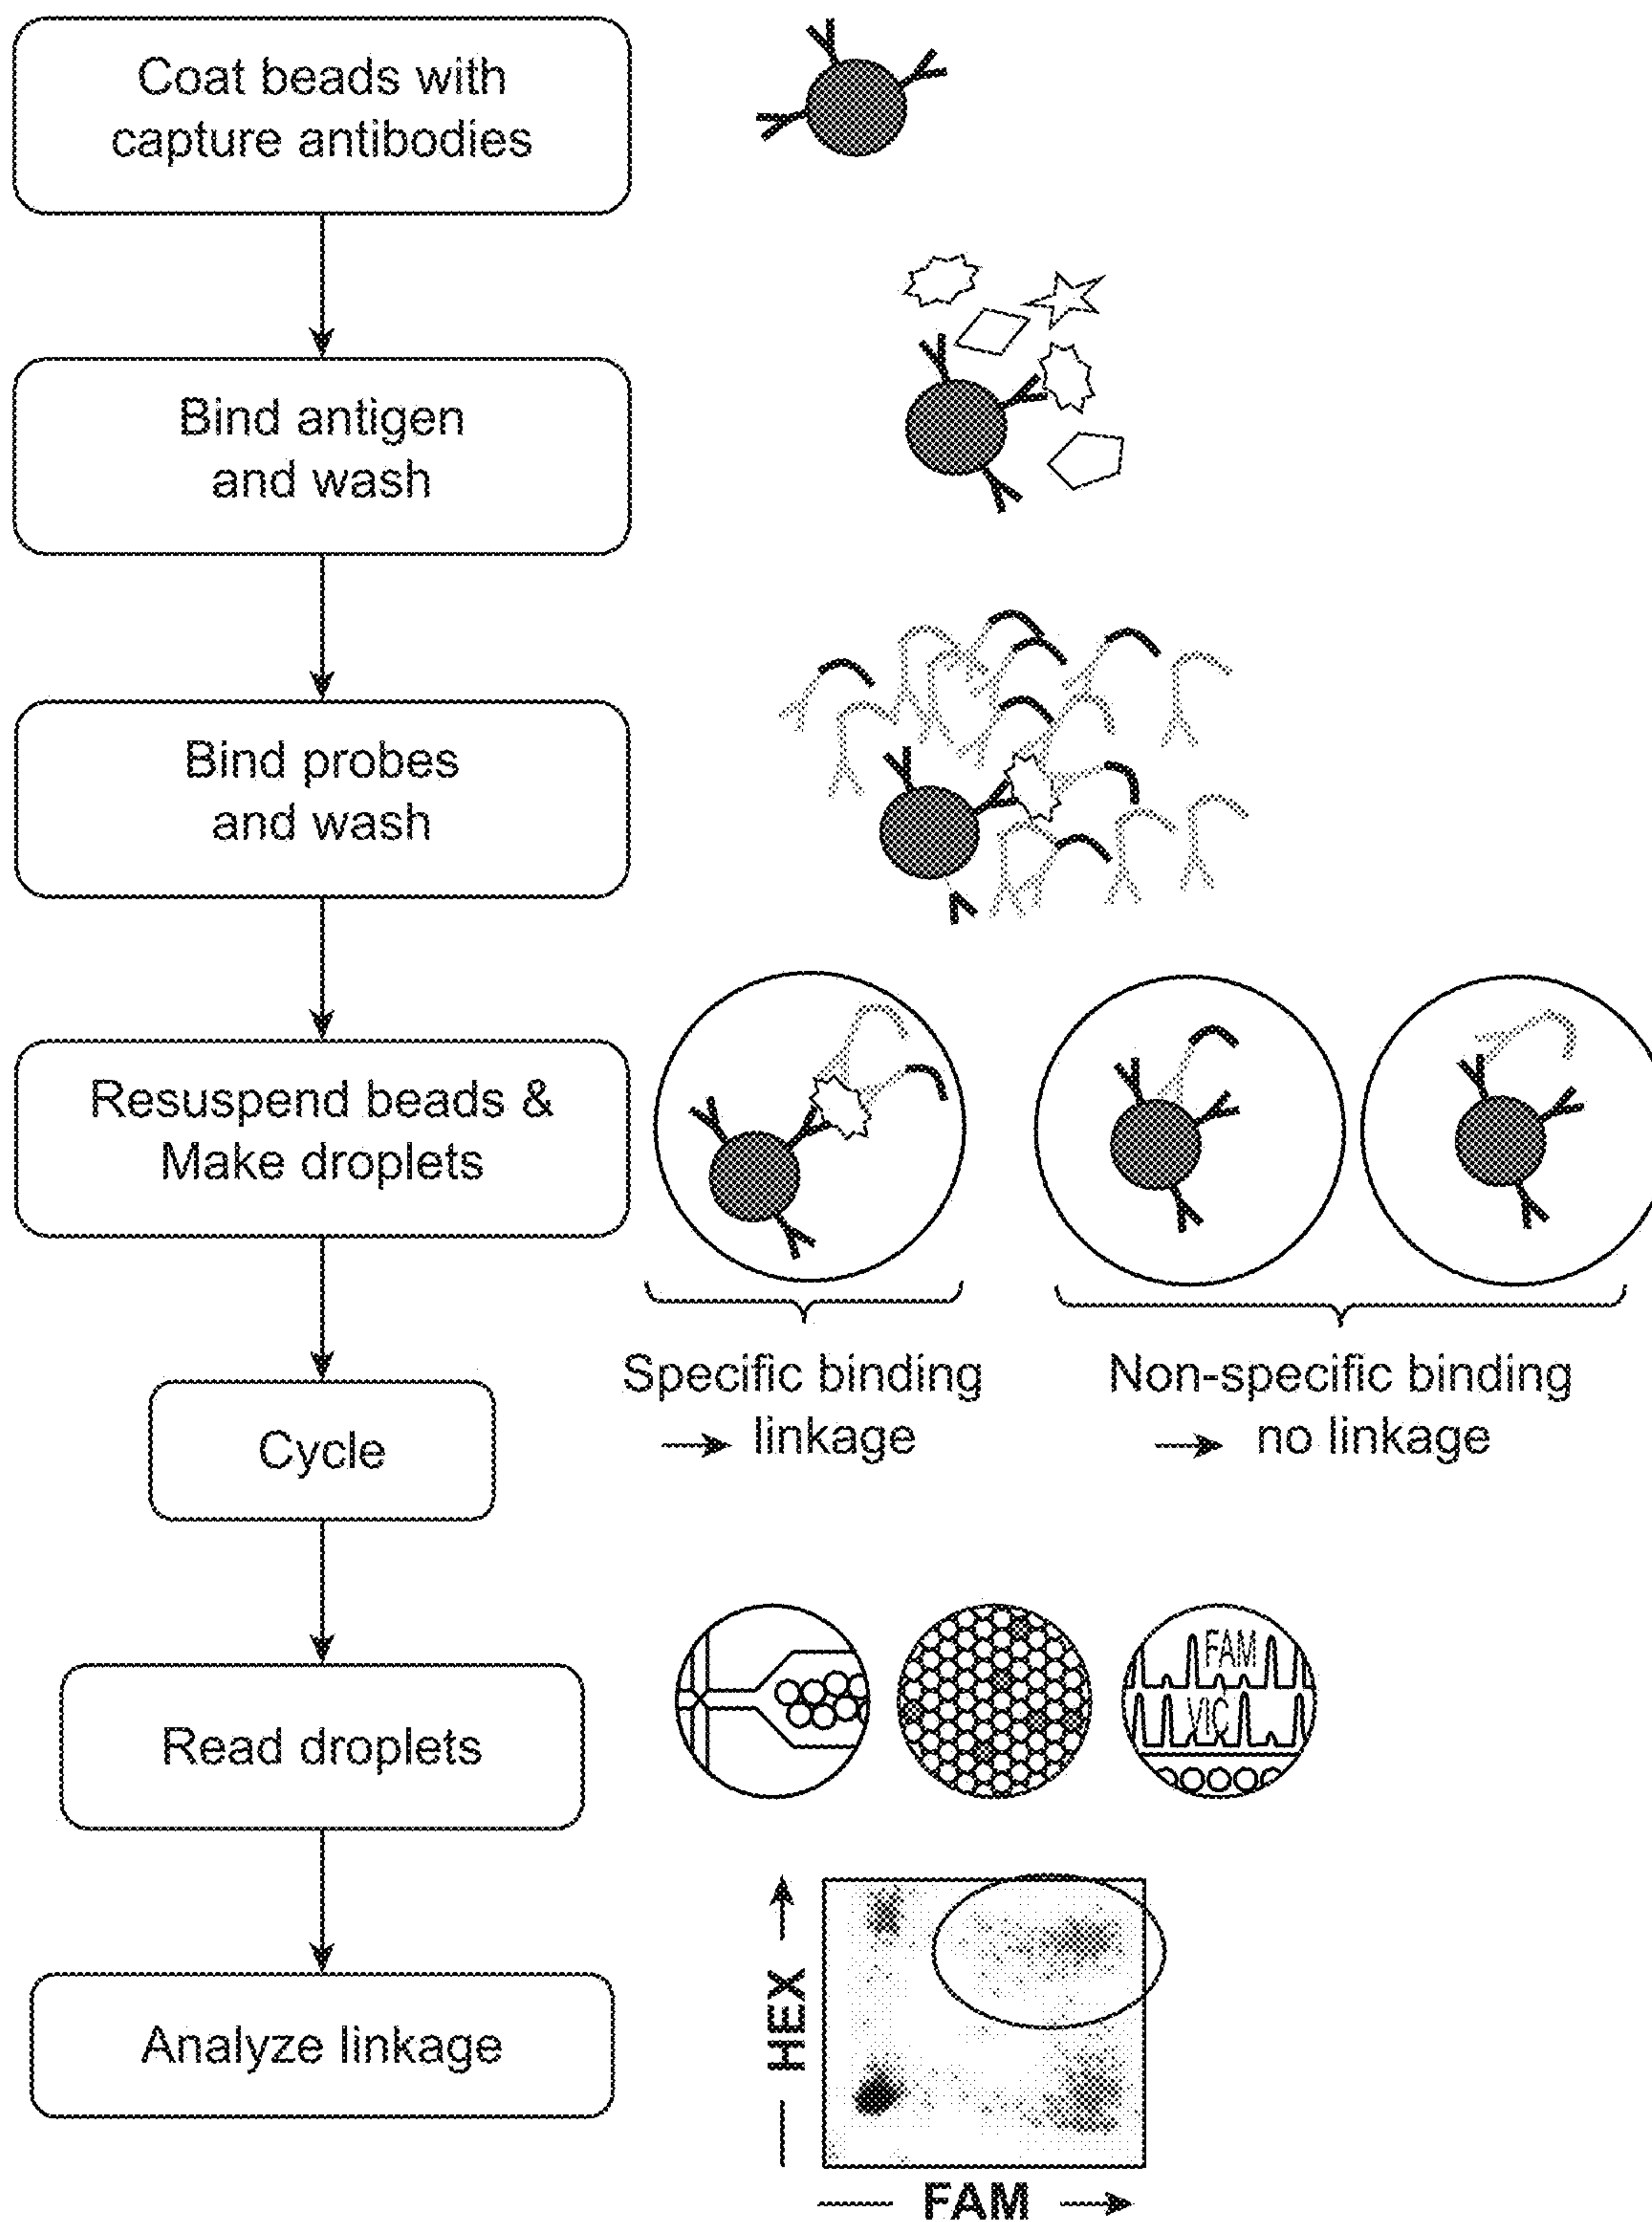 Coat beads with
capture antibodies
Bind antigen
and wash
Bind probes
and wash
Resuspend beads &
Make droplets
Specific binding
linkage
Non-specific binding
no linkage
Cycle
FAM
VIC
Read droplets
HEX
Analyze linkage
FAM